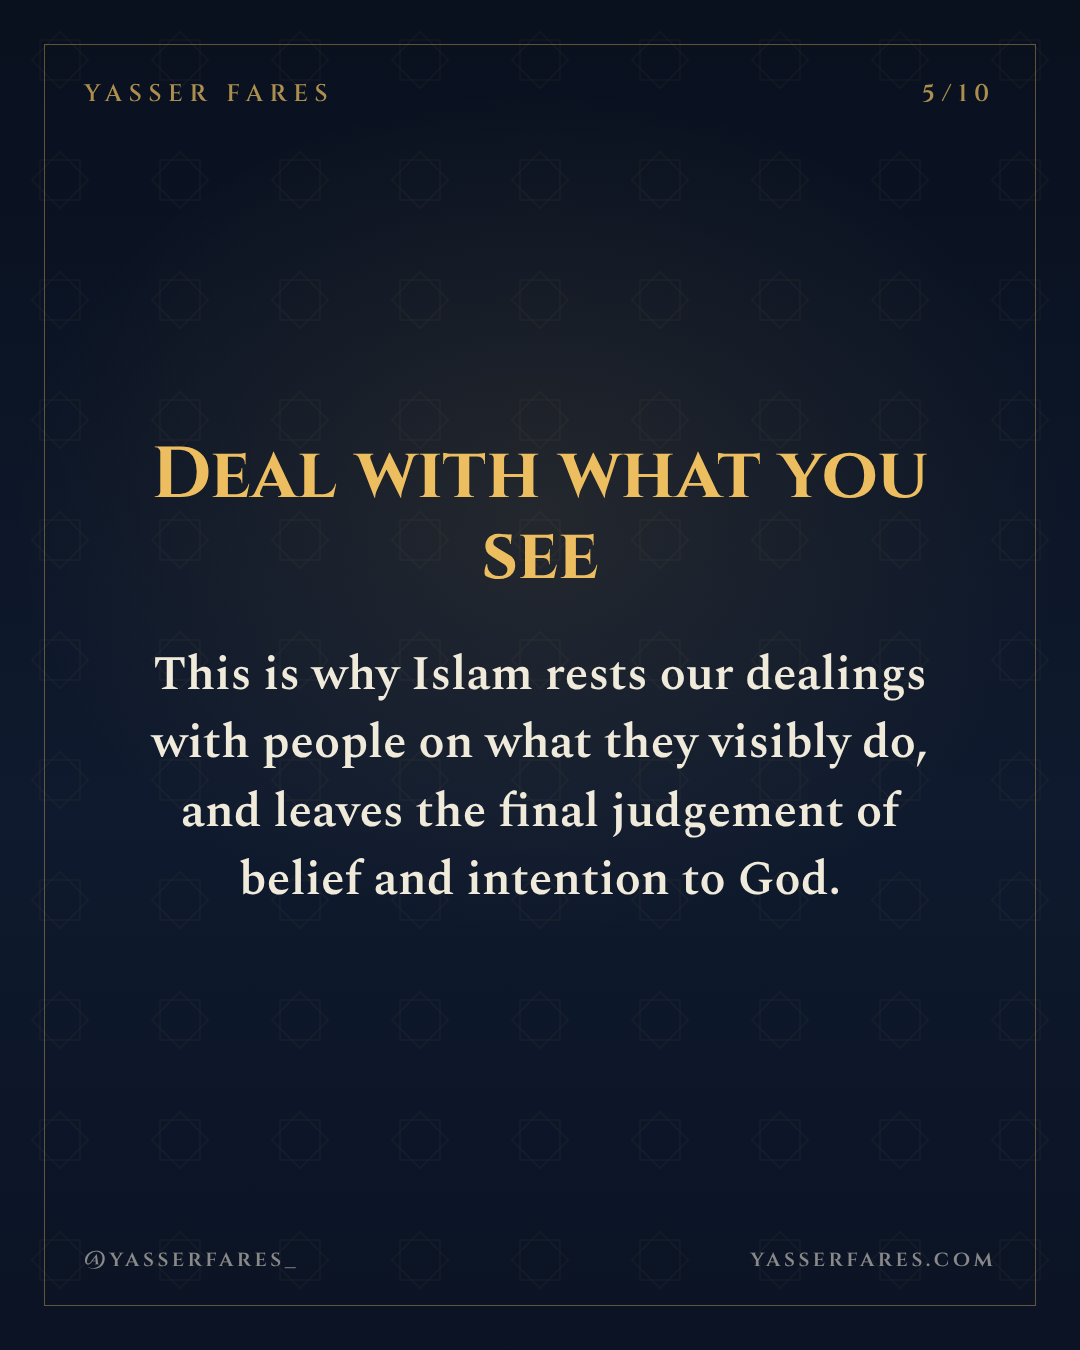 YASSER FARES
5/10
Deal with what you
see
This is why Islam rests our dealings
with people on what they visibly do,
and leaves the final judgement of
belief and intention to God.
@YASSERFARES_
YASSERFARES.COM